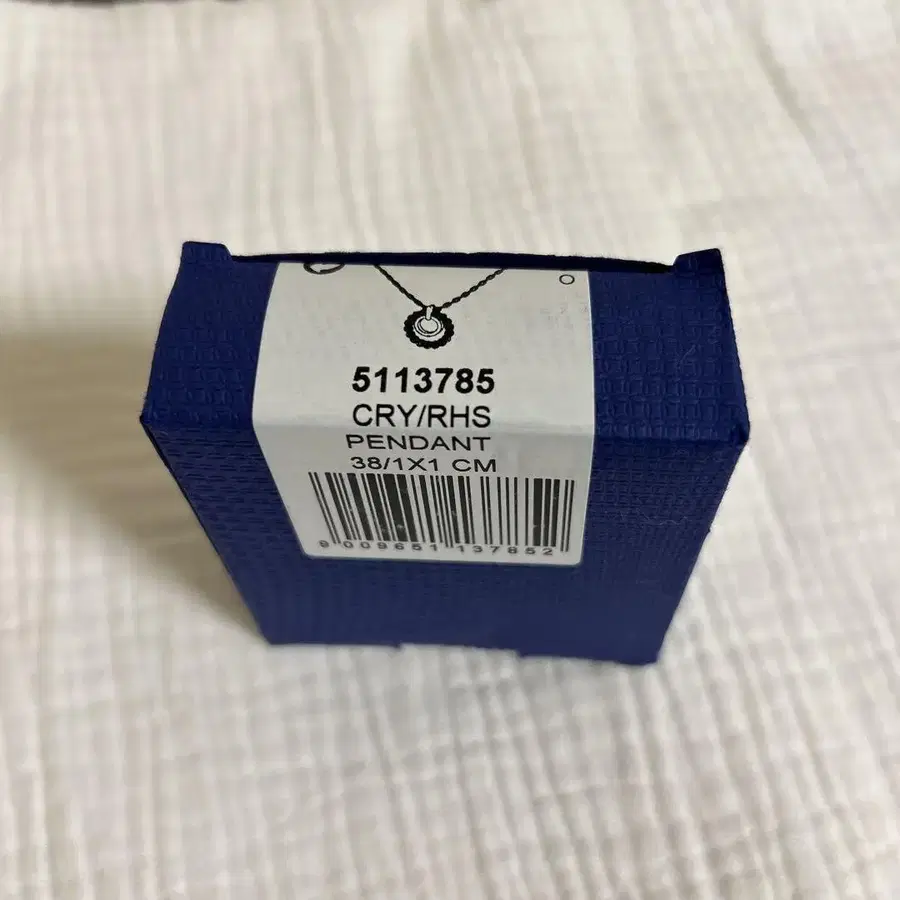 5113785
CRY/RHS
PENDANT
38/1X1 CM
9 009651 137852